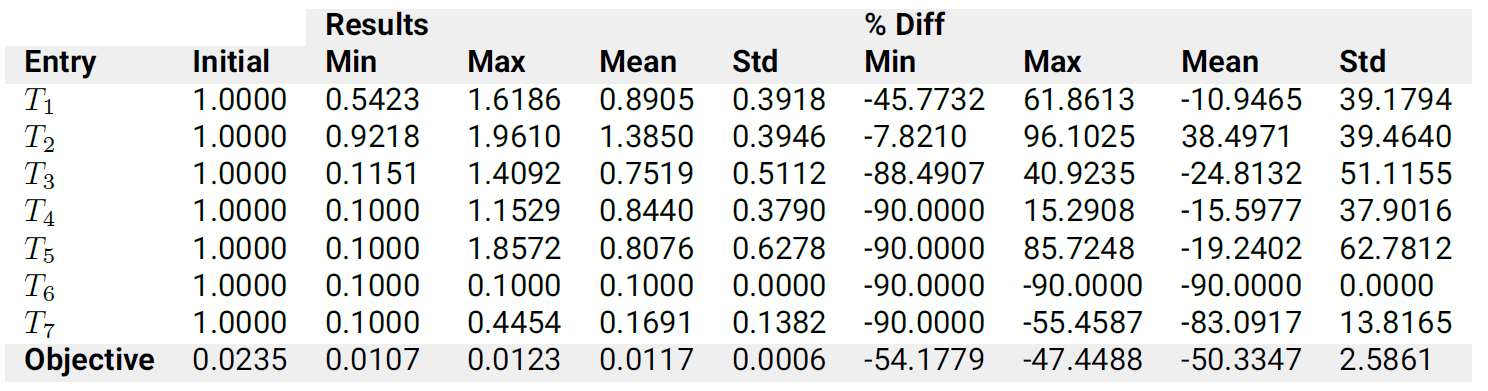 Results % Diff
Entry Initial Min Max Mean Std Min Max Mean Std
T₁ 1.0000 0.5423 1.6186 0.8905 0.3918 -45.7732 61.8613 -10.9465 39.1794
T₂ 1.0000 0.9218 1.9610 1.3850 0.3946 -7.8210 96.1025 38.4971 39.4640
T₃ 1.0000 0.1151 1.4092 0.7519 0.5112 -88.4907 40.9235 -24.8132 51.1155
T₄ 1.0000 0.1000 1.1529 0.8440 0.3790 -90.0000 15.2908 -15.5977 37.9016
T₅ 1.0000 0.1000 1.8572 0.8076 0.6278 -90.0000 85.7248 -19.2402 62.7812
T₆ 1.0000 0.1000 0.1000 0.1000 0.0000 -90.0000 -90.0000 -90.0000 0.0000
T₇ 1.0000 0.1000 0.4454 0.1691 0.1382 -90.0000 -55.4587 -83.0917 13.8165
Objective 0.0235 0.0107 0.0123 0.0117 0.0006 -54.1779 -47.4488 -50.3347 2.5861